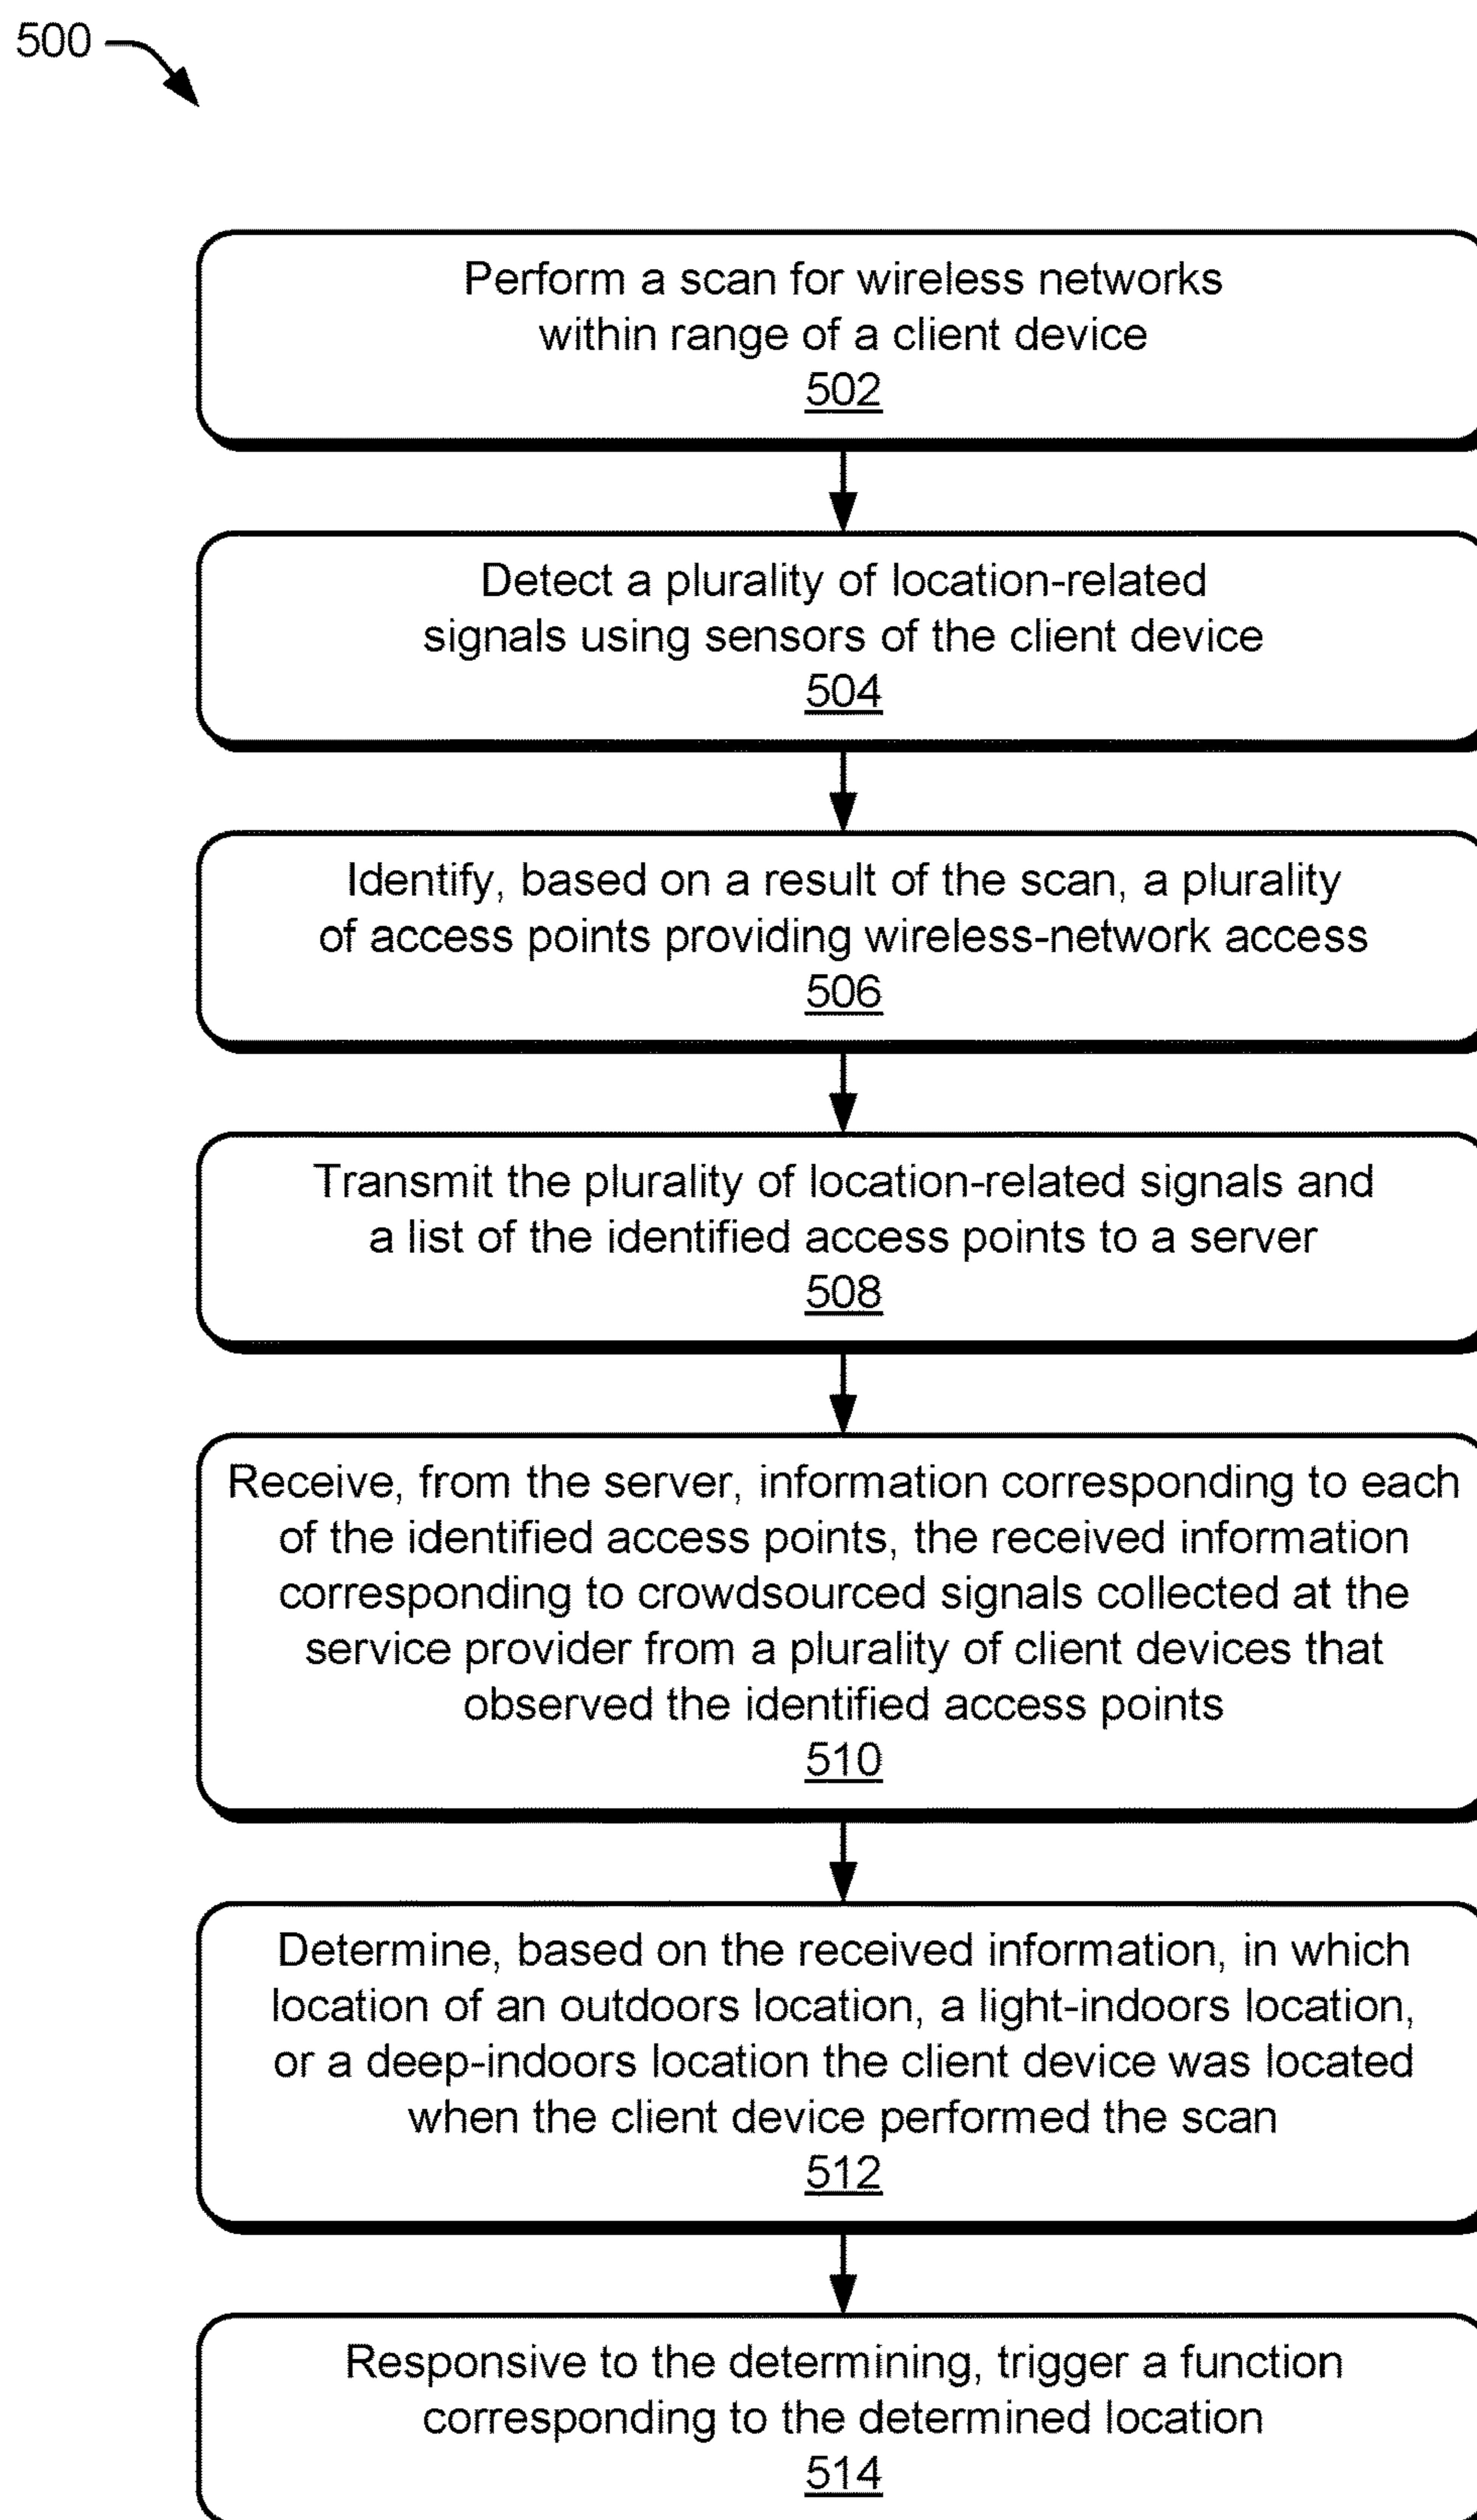 500
Perform a scan for wireless networks
within range of a client device
502
Detect a plurality of location-related
signals using sensors of the client device
504
Identify, based on a result of the scan, a plurality
of access points providing wireless-network access
506
Transmit the plurality of location-related signals and
a list of the identified access points to a server
508
Receive, from the server, information corresponding to each
of the identified access points, the received information
corresponding to crowdsourced signals collected at the
service provider from a plurality of client devices that
observed the identified access points
510
Determine, based on the received information, in which
location of an outdoors location, a light-indoors location,
or a deep-indoors location the client device was located
when the client device performed the scan
512
Responsive to the determining, trigger a function
corresponding to the determined location
514